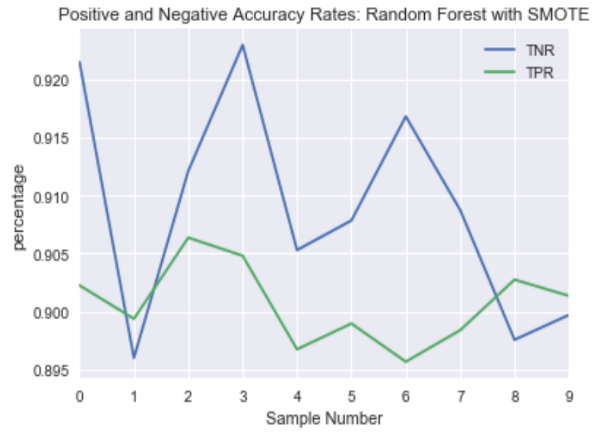 Positive and Negative Accuracy Rates: Random Forest with SMOTE
TNR
TPR
percentage
0.920
0.915
0.910
0.905
0.900
0.895
0 1 2 3 4 5 6 7 8 9
Sample Number